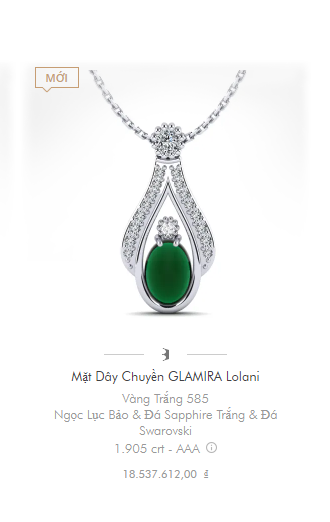 MỚI
Mặt Dây Chuyền GLAMIRA Lolani
Vàng Trắng 585
Ngọc Lục Bảo & Đá Sapphire Trắng & Đá
Swarovski
1.905 crt - AAA
18.537.612,00 ₫